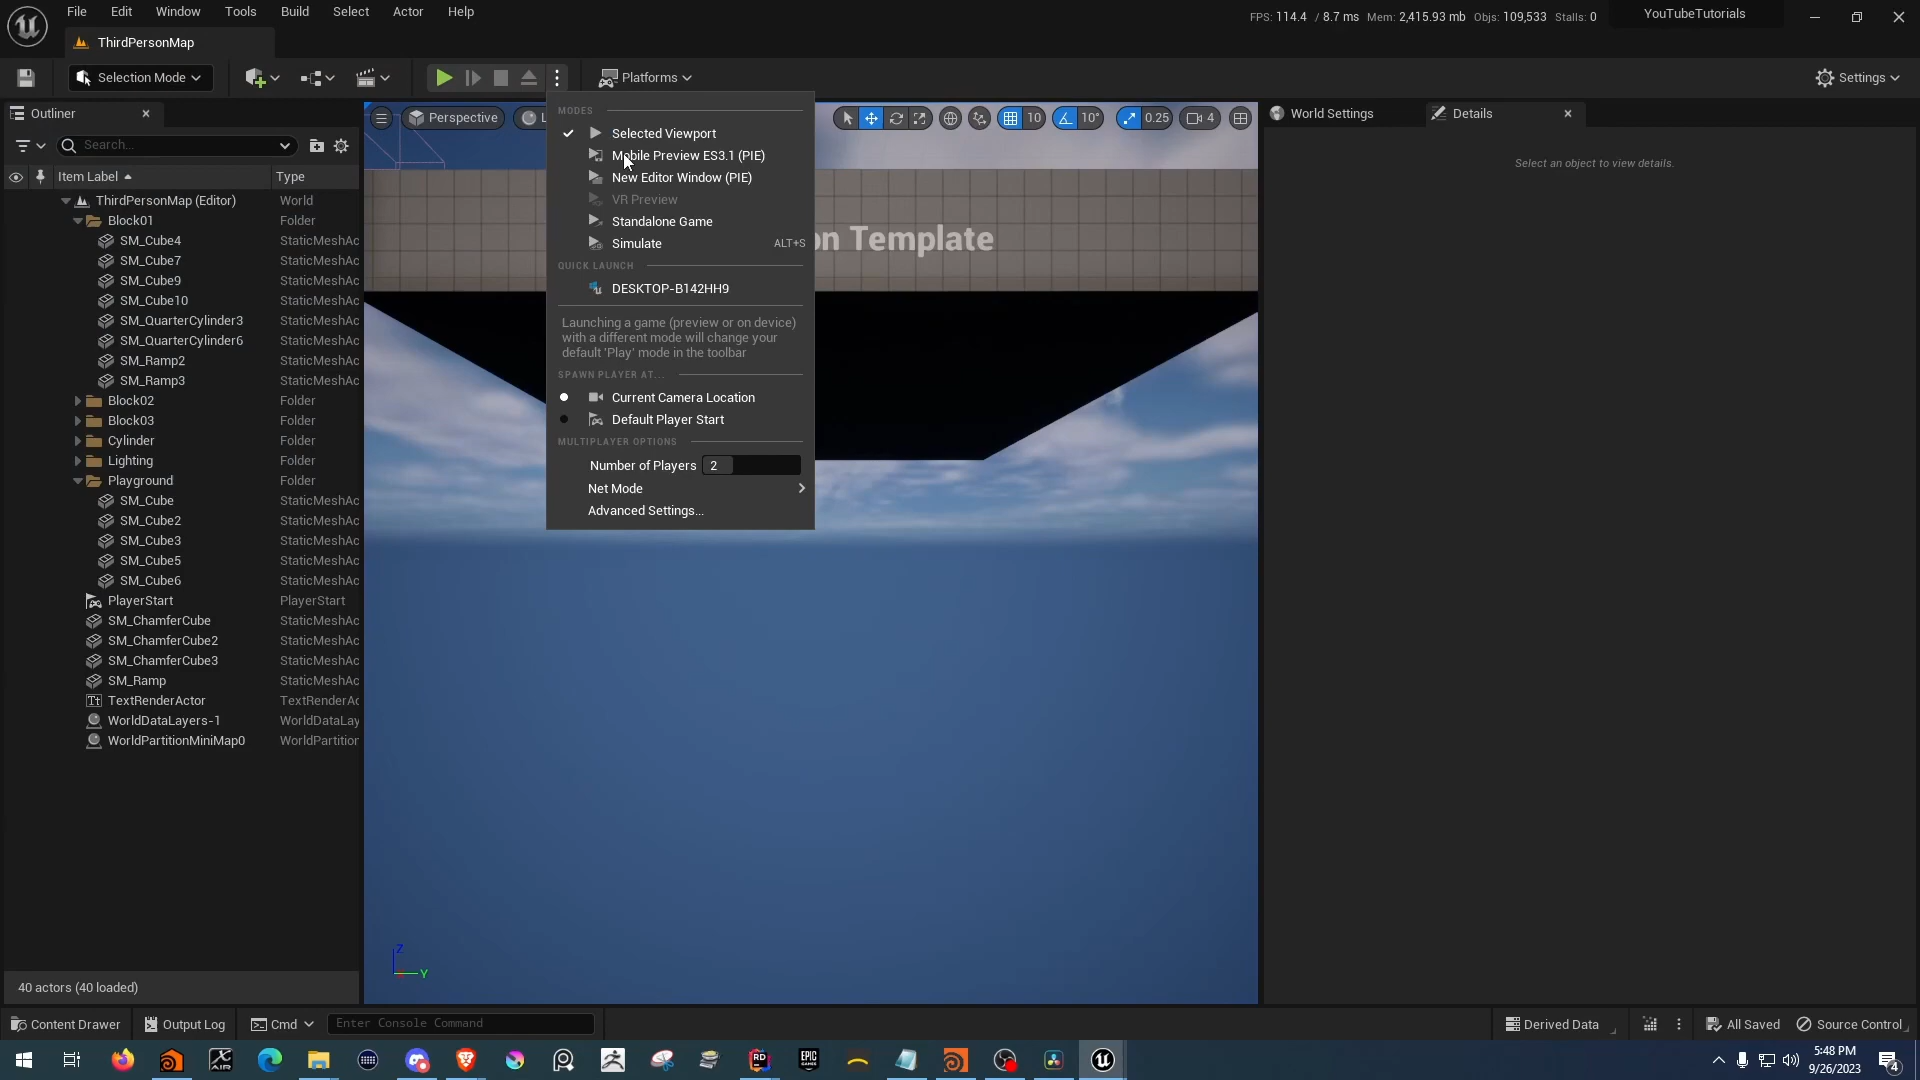 File Edit Window Tools Build Select Actor Help
FPS: 114.4 / 8.7 ms Mem: 2,415.93 mb Objs: 109,533 Stalls: 0
YouTubeTutorials
ThirdPersonMap
Selection Mode
Platforms
Settings
Outliner
Search...
Item Label
Type
ThirdPersonMap (Editor) World
Block01 Folder
SM_Cube4 StaticMeshAc
SM_Cube7 StaticMeshAc
SM_Cube9 StaticMeshAc
SM_Cube10 StaticMeshAc
SM_QuarterCylinder3 StaticMeshAc
SM_QuarterCylinder6 StaticMeshAc
SM_Ramp2 StaticMeshAc
SM_Ramp3 StaticMeshAc
Block02 Folder
Block03 Folder
Cylinder Folder
Lighting Folder
Playground Folder
SM_Cube StaticMeshAc
SM_Cube2 StaticMeshAc
SM_Cube3 StaticMeshAc
SM_Cube5 StaticMeshAc
SM_Cube6 StaticMeshAc
PlayerStart PlayerStart
SM_ChamferCube StaticMeshAc
SM_ChamferCube2 StaticMeshAc
SM_ChamferCube3 StaticMeshAc
SM_Ramp StaticMeshAc
TextRenderActor TextRenderAc
WorldDataLayers-1 WorldDataLay
WorldPartitionMiniMap0 WorldPartition
40 actors (40 loaded)
Perspective
L
10 10° 0.25 4
MODES
Selected Viewport
Mobile Preview ES3.1 (PIE)
New Editor Window (PIE)
VR Preview
Standalone Game
Simulate ALT+S
QUICK LAUNCH
DESKTOP-B142HH9
Launching a game (preview or on device)
with a different mode will change your
default 'Play' mode in the toolbar
SPAWN PLAYER AT...
Current Camera Location
Default Player Start
MULTIPLAYER OPTIONS
Number of Players 2
Net Mode
Advanced Settings...
on Template
Z
Y
World Settings
Details
Select an object to view details.
Content Drawer
Output Log
Cmd
Enter Console Command
Derived Data
All Saved
Source Control
RD
AIR
EPIC GAMES
5:48 PM
9/26/2023
4